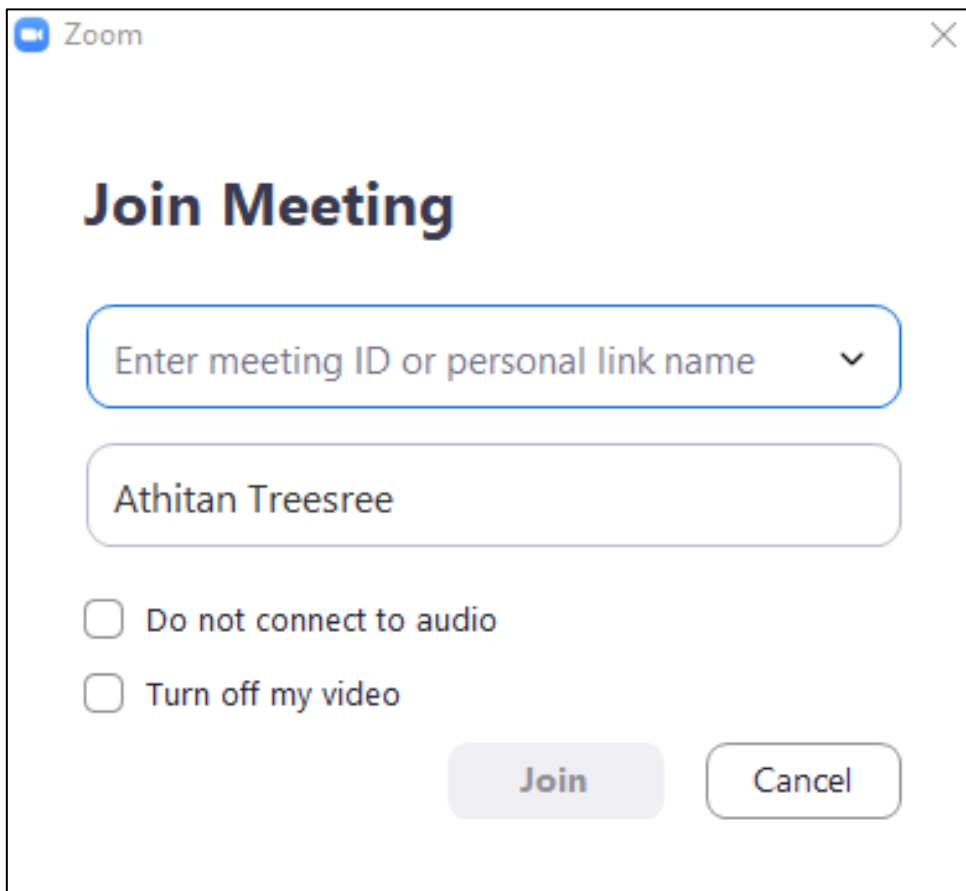 Zoom
Join Meeting
Enter meeting ID or personal link name
Athitan Treesree
Do not connect to audio
Turn off my video
Join Cancel